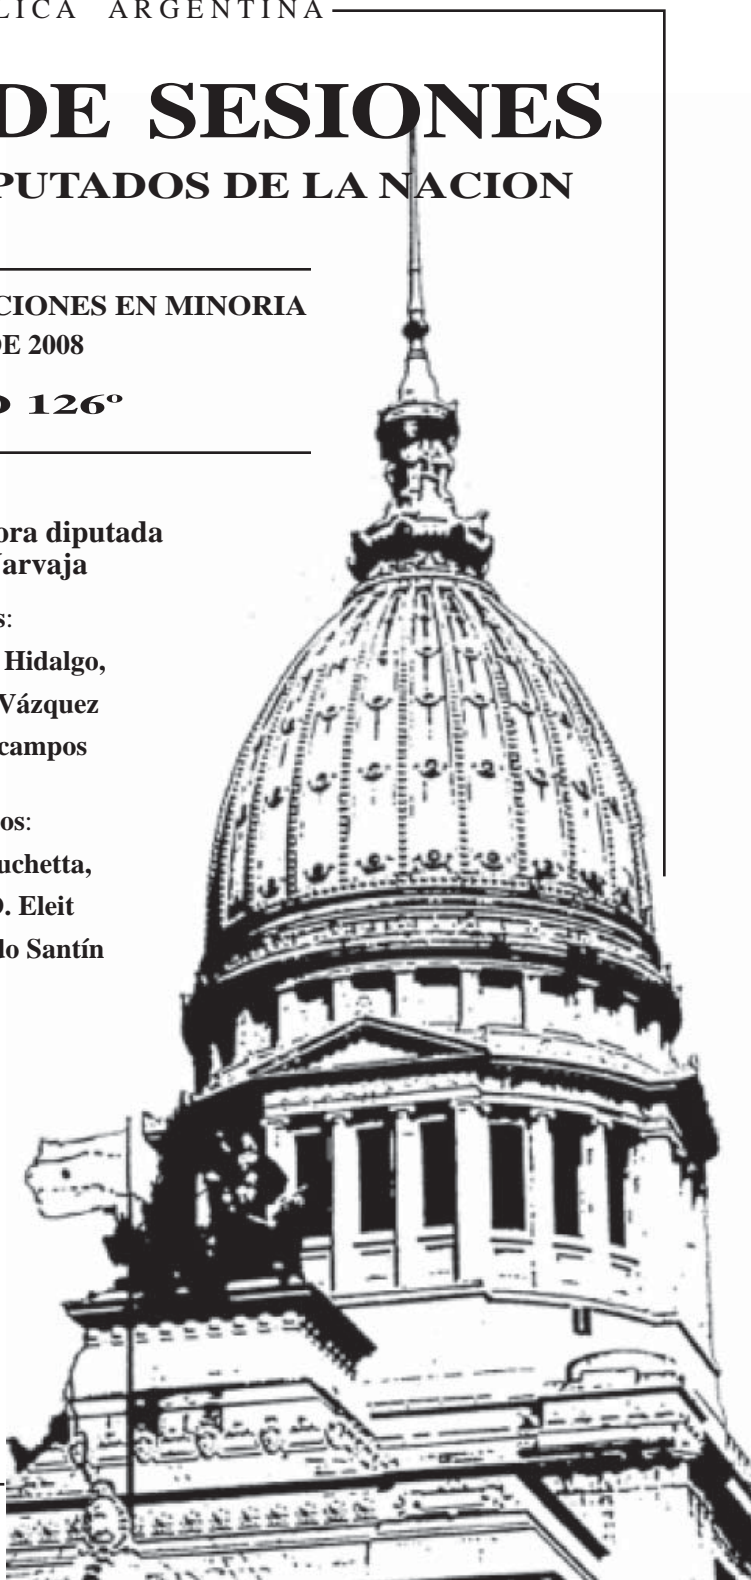 LICA ARGENTINA
DE SESIONES
PUTADOS DE LA NACION
CIONES EN MINORIA
DE 2008
O 126º
ora diputada
Narvaja
s:
Hidalgo,
Vázquez
campos
os:
uchetta,
D. Eleit
do Santín